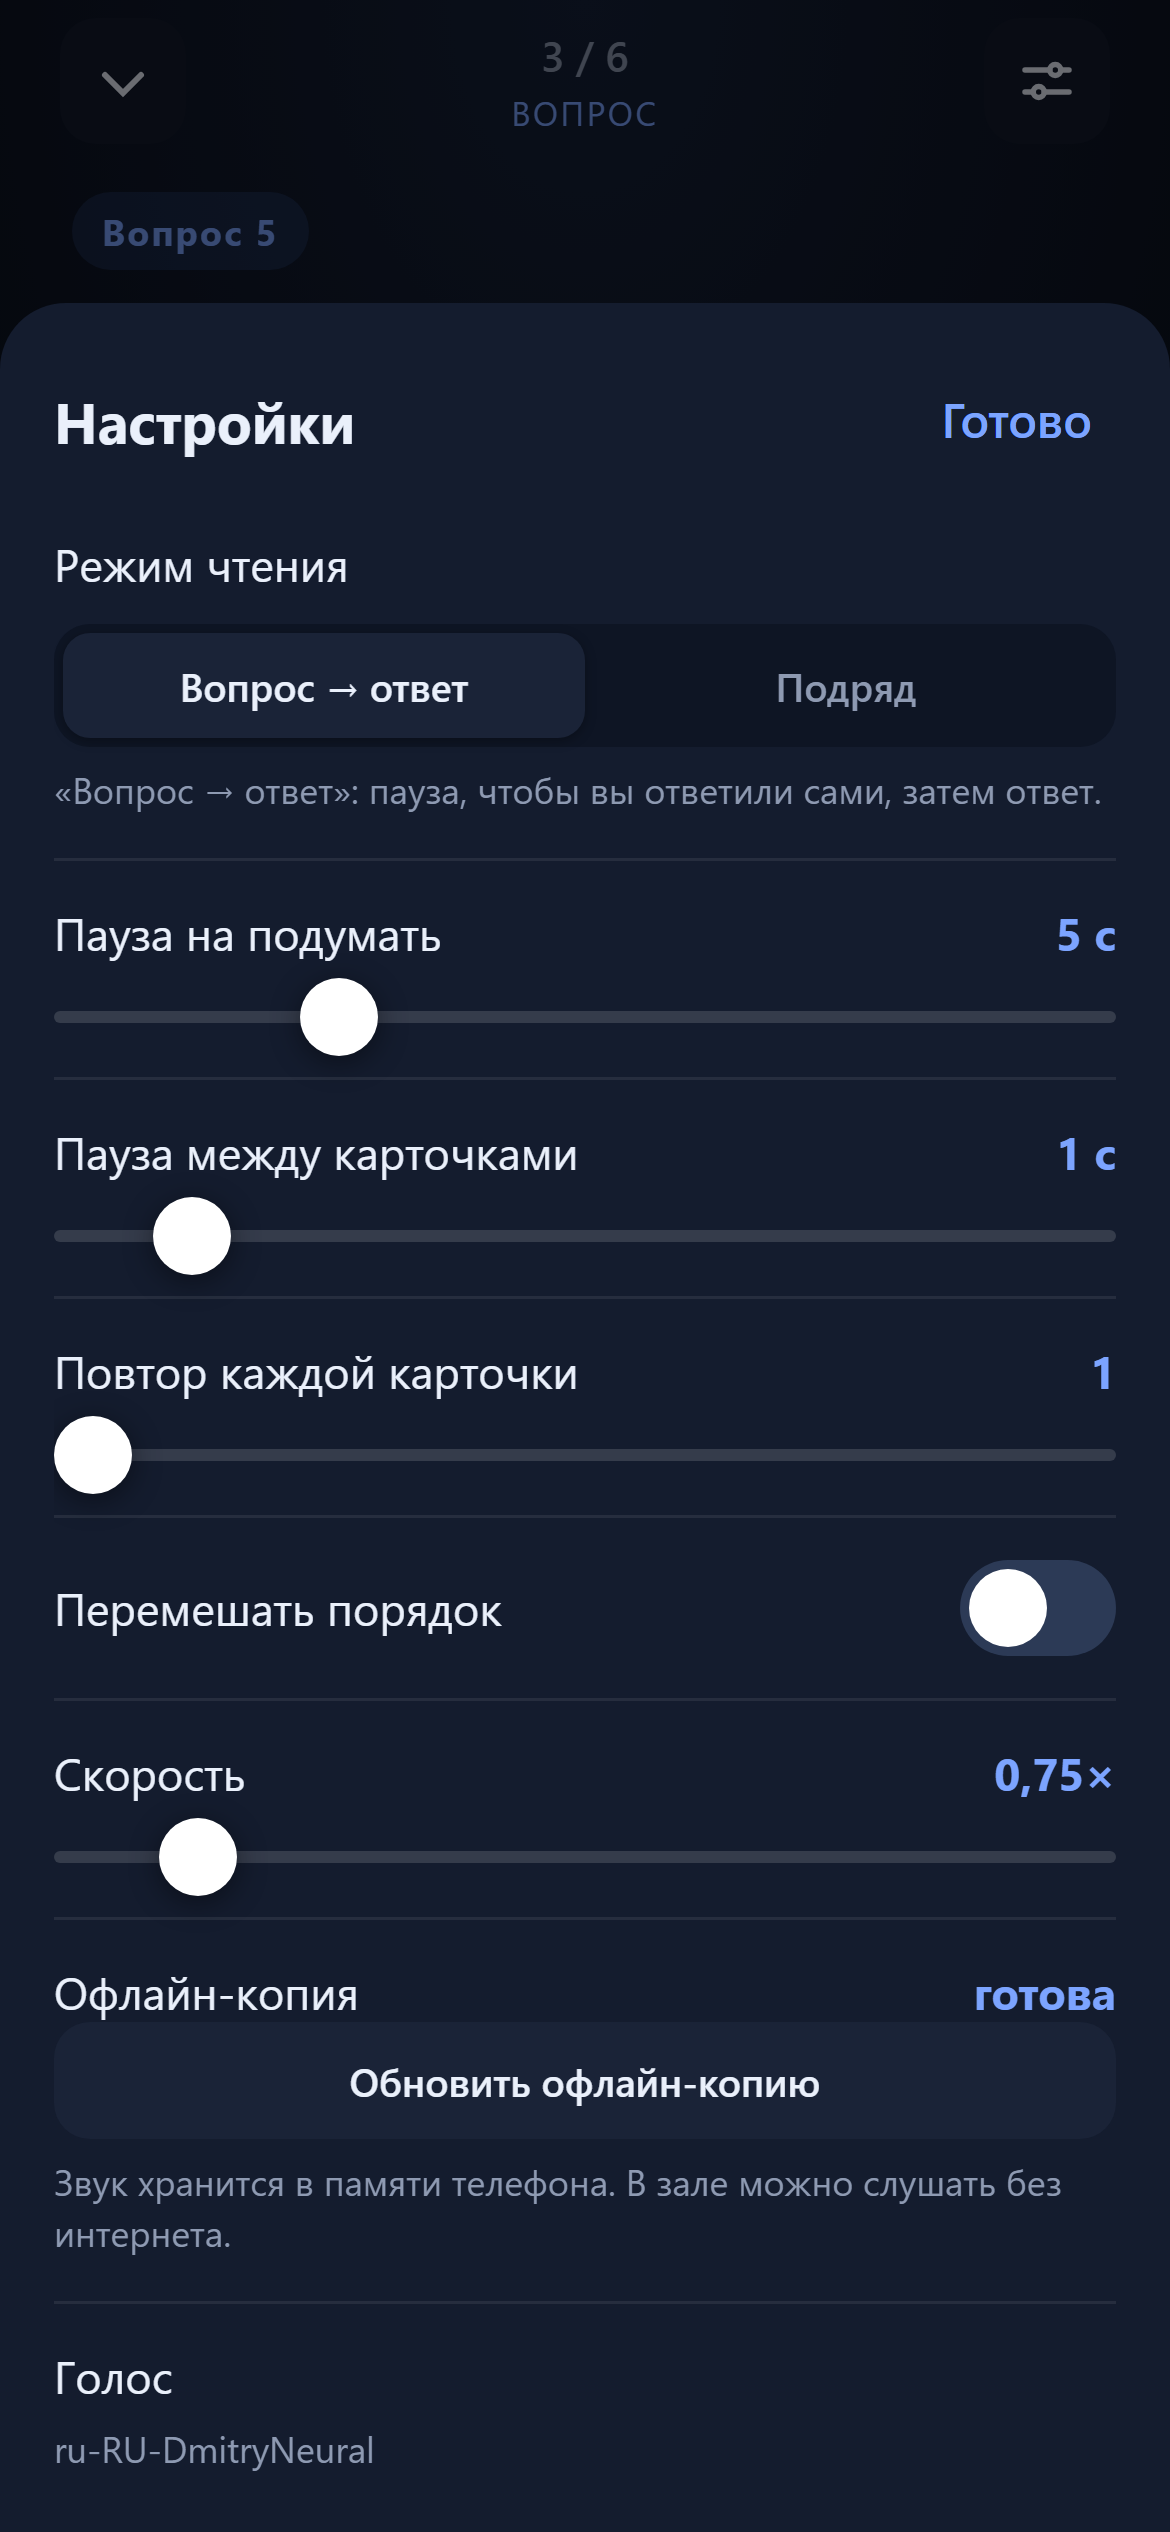 3 / 6
ВОПРОС
Вопрос 5
Настройки
Готово
Режим чтения
Вопрос → ответ
Подряд
«Вопрос → ответ»: пауза, чтобы вы ответили сами, затем ответ.
Пауза на подумать
5 с
Пауза между карточками
1 с
Повтор каждой карточки
1
Перемешать порядок
Скорость
0,75×
Офлайн-копия
готова
Обновить офлайн-копию
Звук хранится в памяти телефона. В зале можно слушать без
интернета.
Голос
ru-RU-DmitryNeural